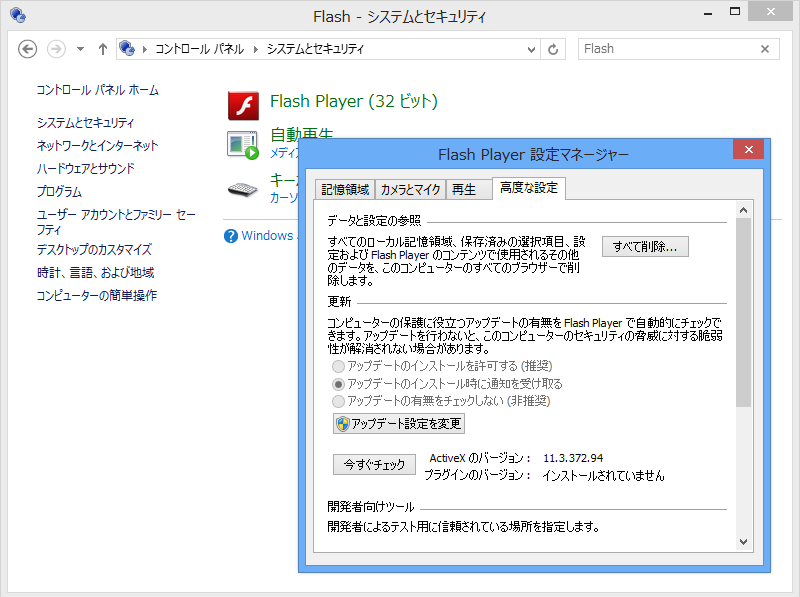 Flash - システムとセキュリティ
コントロール パネル
システムとセキュリティ
Flash
コントロール パネル ホーム
システムとセキュリティ
ネットワークとインターネット
ハードウェアとサウンド
プログラム
ユーザー アカウントとファミリー セー
フティ
デスクトップのカスタマイズ
時計、言語、および地域
コンピューターの簡単操作
Flash Player (32 ビット)
自動再生
メディ
キー
カーソ
Windows
Flash Player 設定マネージャー
記憶領域
カメラとマイク
再生
高度な設定
データと設定の参照
すべてのローカル記憶領域、保存済みの選択項目、設
定および Flash Player のコンテンツで使用されるその他
のデータを、このコンピューターのすべてのブラウザーで削
除します。
すべて削除...
更新
コンピューターの保護に役立つアップデートの有無を Flash Player で自動的にチェックで
きます。アップデートを行わないと、このコンピューターのセキュリティの脅威に対する脆弱
性が解消されない場合があります。
アップデートのインストールを許可する (推奨)
アップデートのインストール時に通知を受け取る
アップデートの有無をチェックしない (非推奨)
アップデート設定を変更
今すぐチェック
ActiveX のバージョン : 11.3.372.94
プラグインのバージョン : インストールされていません
開発者向けツール
開発者によるテスト用に信頼されている場所を指定します。